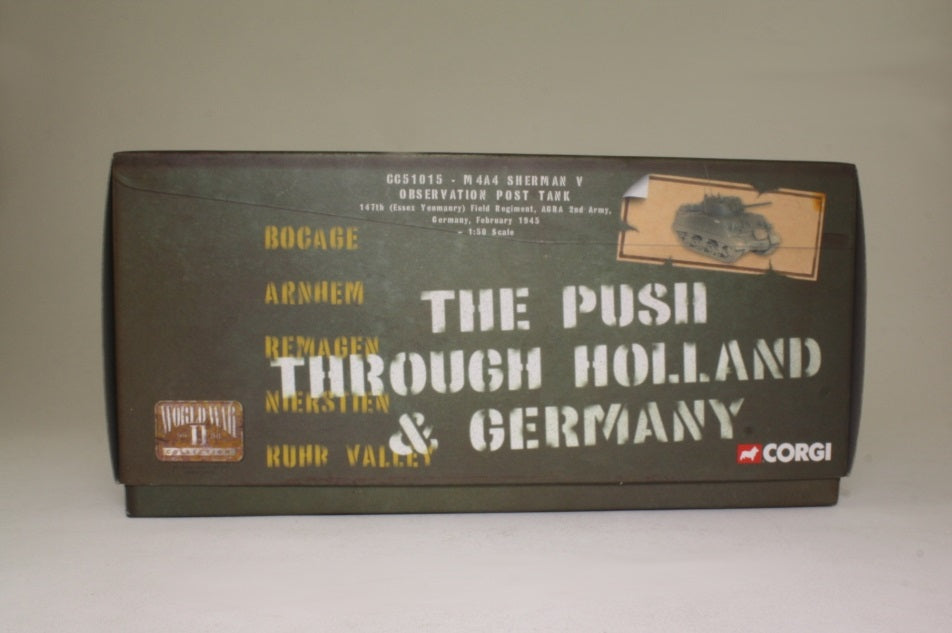 CC51015 - M4A4 SHERMAN V
OBSERVATION POST TANK
147th (Essex Yeomanry) Field Regiment, AGRA 2nd Army,
Germany, February 1945
- 1:50 Scale
BOCAGE
ARNHEM
REMAGEN
NIERSTIEN
RUHR VALLEY
THE PUSH
THROUGH HOLLAND
& GERMANY
WORLD WAR
II
COLLECTION
CORGI